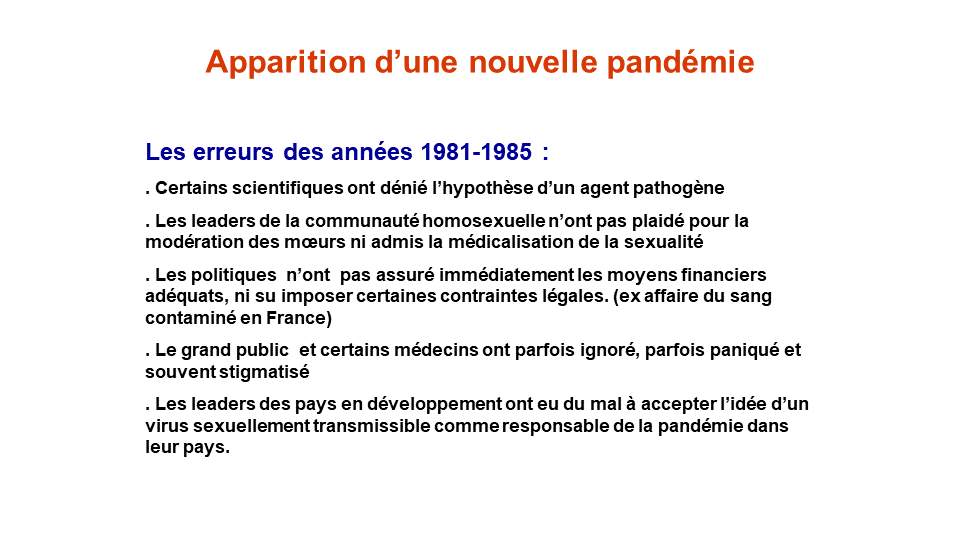 Apparition d’une nouvelle pandémie
Les erreurs des années 1981-1985 :
. Certains scientifiques ont dénié l’hypothèse d’un agent pathogène
. Les leaders de la communauté homosexuelle n’ont pas plaidé pour la
modération des mœurs ni admis la médicalisation de la sexualité
. Les politiques n’ont pas assuré immédiatement les moyens financiers
adéquats, ni su imposer certaines contraintes légales. (ex affaire du sang
contaminé en France)
. Le grand public et certains médecins ont parfois ignoré, parfois paniqué et
souvent stigmatisé
. Les leaders des pays en développement ont eu du mal à accepter l’idée d’un
virus sexuellement transmissible comme responsable de la pandémie dans
leur pays.